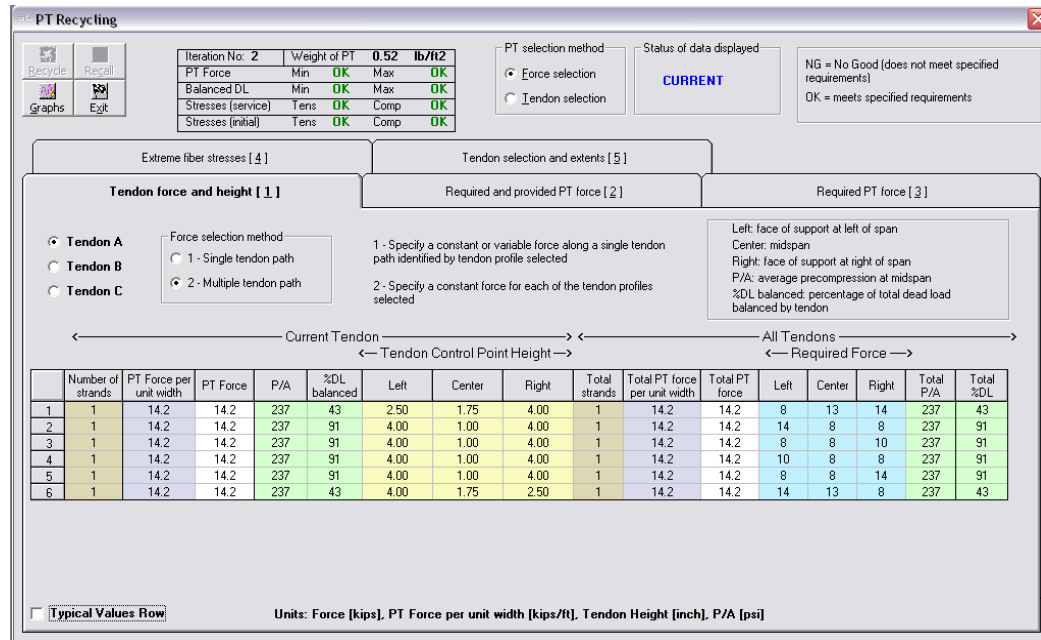 PT Recycling
Recycle Recall
Graphs Exit
Iteration No: 2 Weight of PT 0.52 lb/ft2
PT Force Min OK Max OK
Balanced DL Min OK Max OK
Stresses (service) Tens OK Comp OK
Stresses (initial) Tens OK Comp OK
PT selection method
Force selection
Tendon selection
Status of data displayed
CURRENT
NG = No Good (does not meet specified
requirements)
OK = meets specified requirements
Extreme fiber stresses [ 4 ] Tendon selection and extents [ 5 ]
Tendon force and height [ 1 ] Required and provided PT force [ 2 ] Required PT force [ 3 ]
Tendon A
Tendon B
Tendon C
Force selection method
1 - Single tendon path
2 - Multiple tendon path
1 - Specify a constant or variable force along a single tendon
path identified by tendon profile selected
2 - Specify a constant force for each of the tendon profiles
selected
Left: face of support at left of span
Center: midspan
Right: face of support at right of span
P/A: average precompression at midspan
%DL balanced: percentage of total dead load
balanced by tendon
Current Tendon All Tendons
Tendon Control Point Height Required Force
Number of strands PT Force per unit width PT Force P/A %DL balanced Left Center Right Total strands Total PT force per unit width Total PT force Left Center Right Total P/A Total %DL
1 1 14.2 14.2 237 43 2.50 1.75 4.00 1 14.2 14.2 8 13 14 237 43
2 1 14.2 14.2 237 91 4.00 1.00 4.00 1 14.2 14.2 14 8 8 237 91
3 1 14.2 14.2 237 91 4.00 1.00 4.00 1 14.2 14.2 8 8 10 237 91
4 1 14.2 14.2 237 91 4.00 1.00 4.00 1 14.2 14.2 10 8 8 237 91
5 1 14.2 14.2 237 91 4.00 1.00 4.00 1 14.2 14.2 8 8 14 237 91
6 1 14.2 14.2 237 43 4.00 1.75 2.50 1 14.2 14.2 14 13 8 237 43
Typical Values Row Units: Force [kips], PT Force per unit width [kips/ft], Tendon Height [inch], P/A [psi]